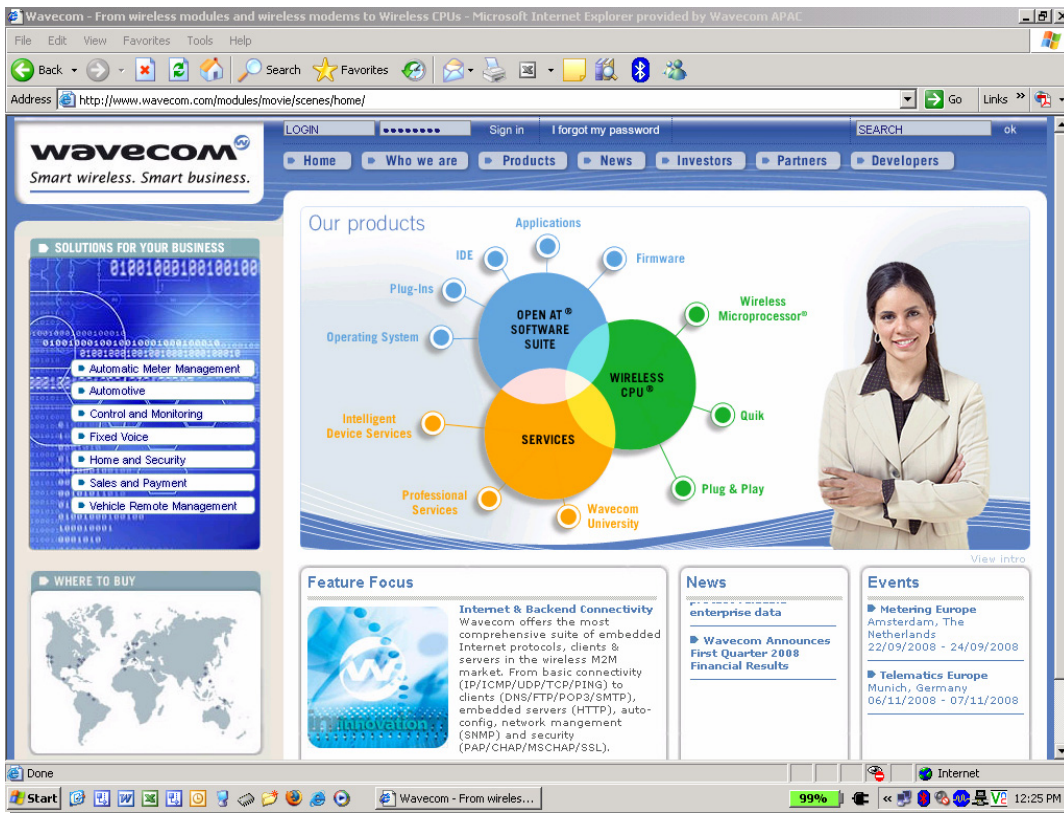 Wavecom - From wireless modules and wireless modems to Wireless CPUs - Microsoft Internet Explorer provided by Wavecom APAC
File Edit View Favorites Tools Help
Back Search Favorites
Address http://www.wavecom.com/modules/movie/scenes/home/ Go Links »
LOGIN •••••••• Sign in I forgot my password SEARCH ok
wavecom
Smart wireless. Smart business.
Home Who we are Products News Investors Partners Developers
SOLUTIONS FOR YOUR BUSINESS
01001000100100100
Automatic Meter Management
Automotive
Control and Monitoring
Fixed Voice
Home and Security
Sales and Payment
Vehicle Remote Management
WHERE TO BUY
Our products
Applications
IDE
Firmware
Plug-Ins
Operating System
OPEN AT®
SOFTWARE
SUITE
Wireless
Microprocessor®
WIRELESS
CPU®
Quik
Plug & Play
Intelligent
Device Services
SERVICES
Professional
Services
Wavecom
University
View intro
Feature Focus
Internet & Backend Connectivity
Wavecom offers the most
comprehensive suite of embedded
Internet protocols, clients &
servers in the wireless M2M
market. From basic connectivity
(IP/ICMP/UDP/TCP/PING) to
clients (DNS/FTP/POP3/SMTP),
embedded servers (HTTP), auto-
config, network mangement
(SNMP) and security
(PAP/CHAP/MSCHAP/SSL).
innovation
News
enterprise data
Wavecom Announces
First Quarter 2008
Financial Results
Events
Metering Europe
Amsterdam, The
Netherlands
22/09/2008 - 24/09/2008
Telematics Europe
Munich, Germany
06/11/2008 - 07/11/2008
Done Internet
Start Wavecom - From wireles... 99% « 12:25 PM